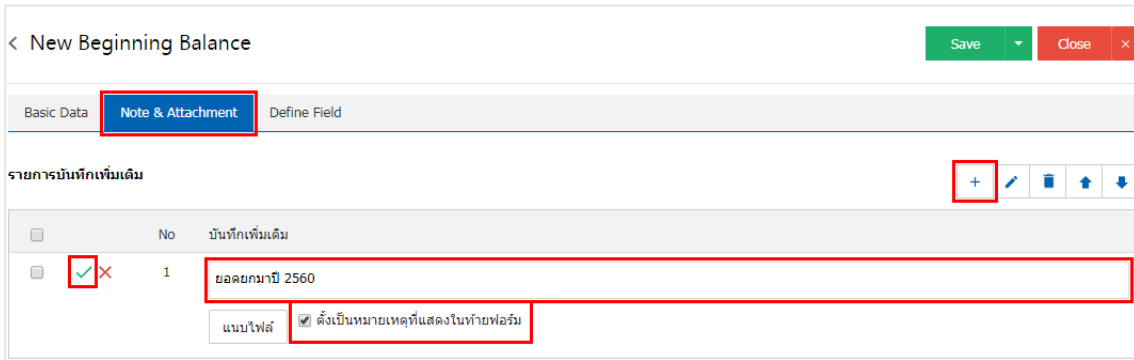 New Beginning Balance
Save
Close
Basic Data
Note & Attachment
Define Field
รายการบันทึกเพิ่มเติม
No
บันทึกเพิ่มเติม
1
ยอดยกมาปี 2560
แนบไฟล์
ตั้งเป็นหมายเหตุที่แสดงในท้ายฟอร์ม